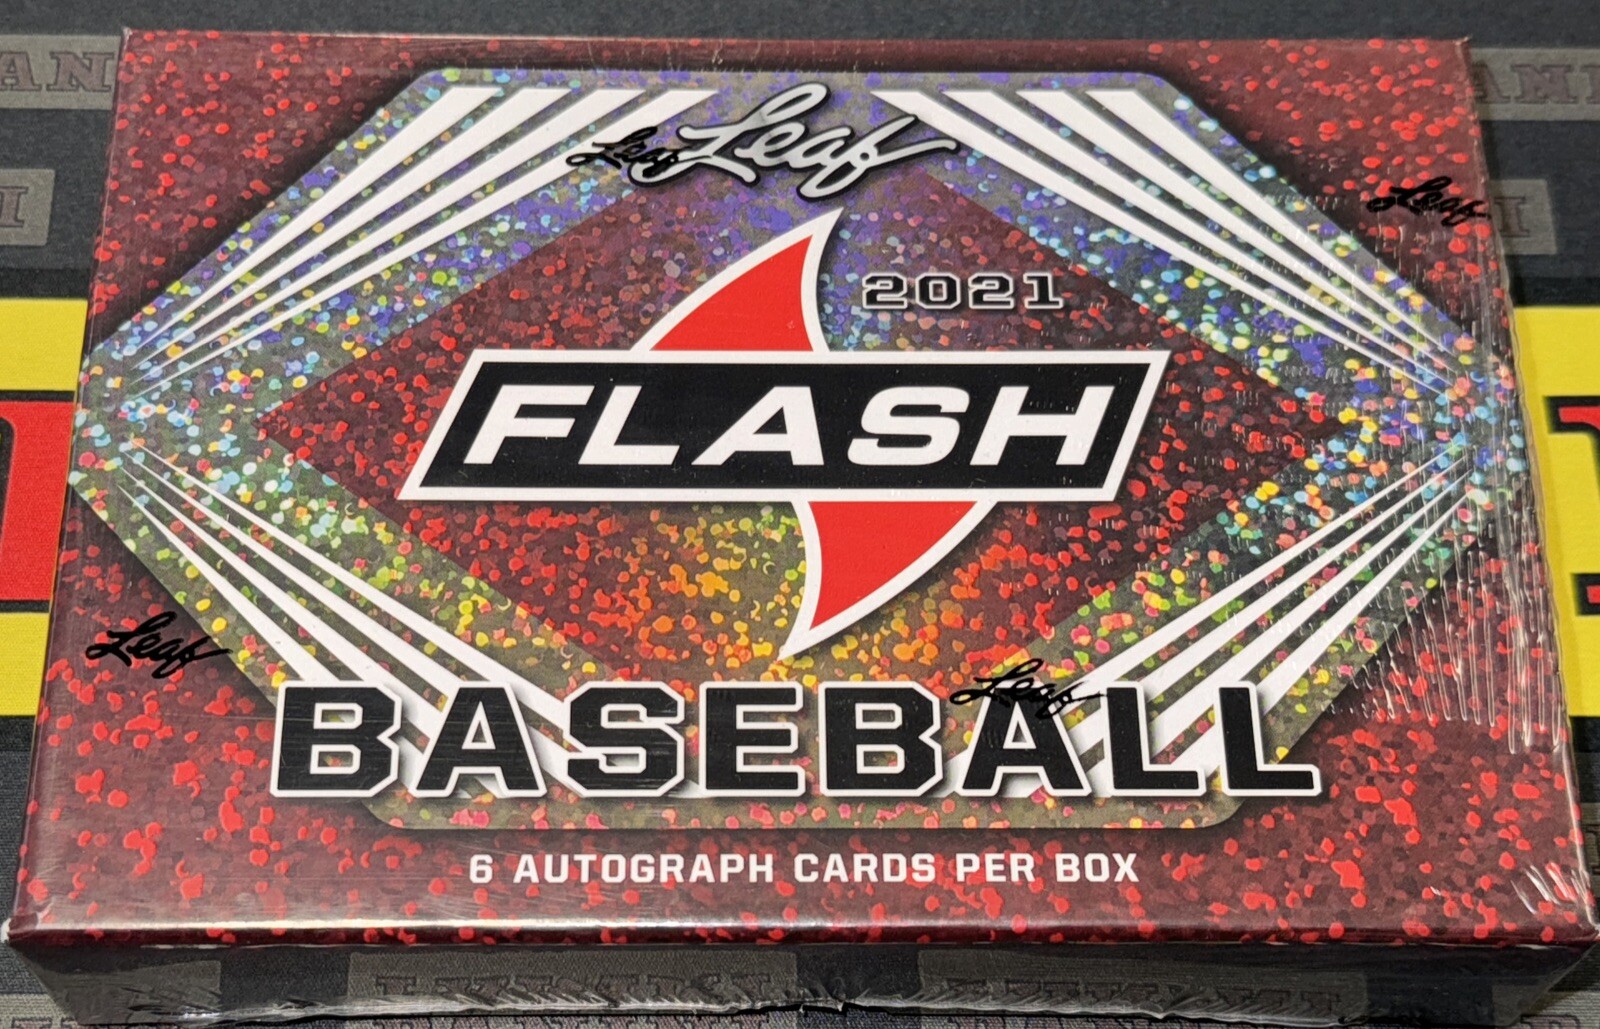 Leaf
Leaf
Leaf
2021
FLASH
Leaf
Leaf
BASEBALL
6 AUTOGRAPH CARDS PER BOX